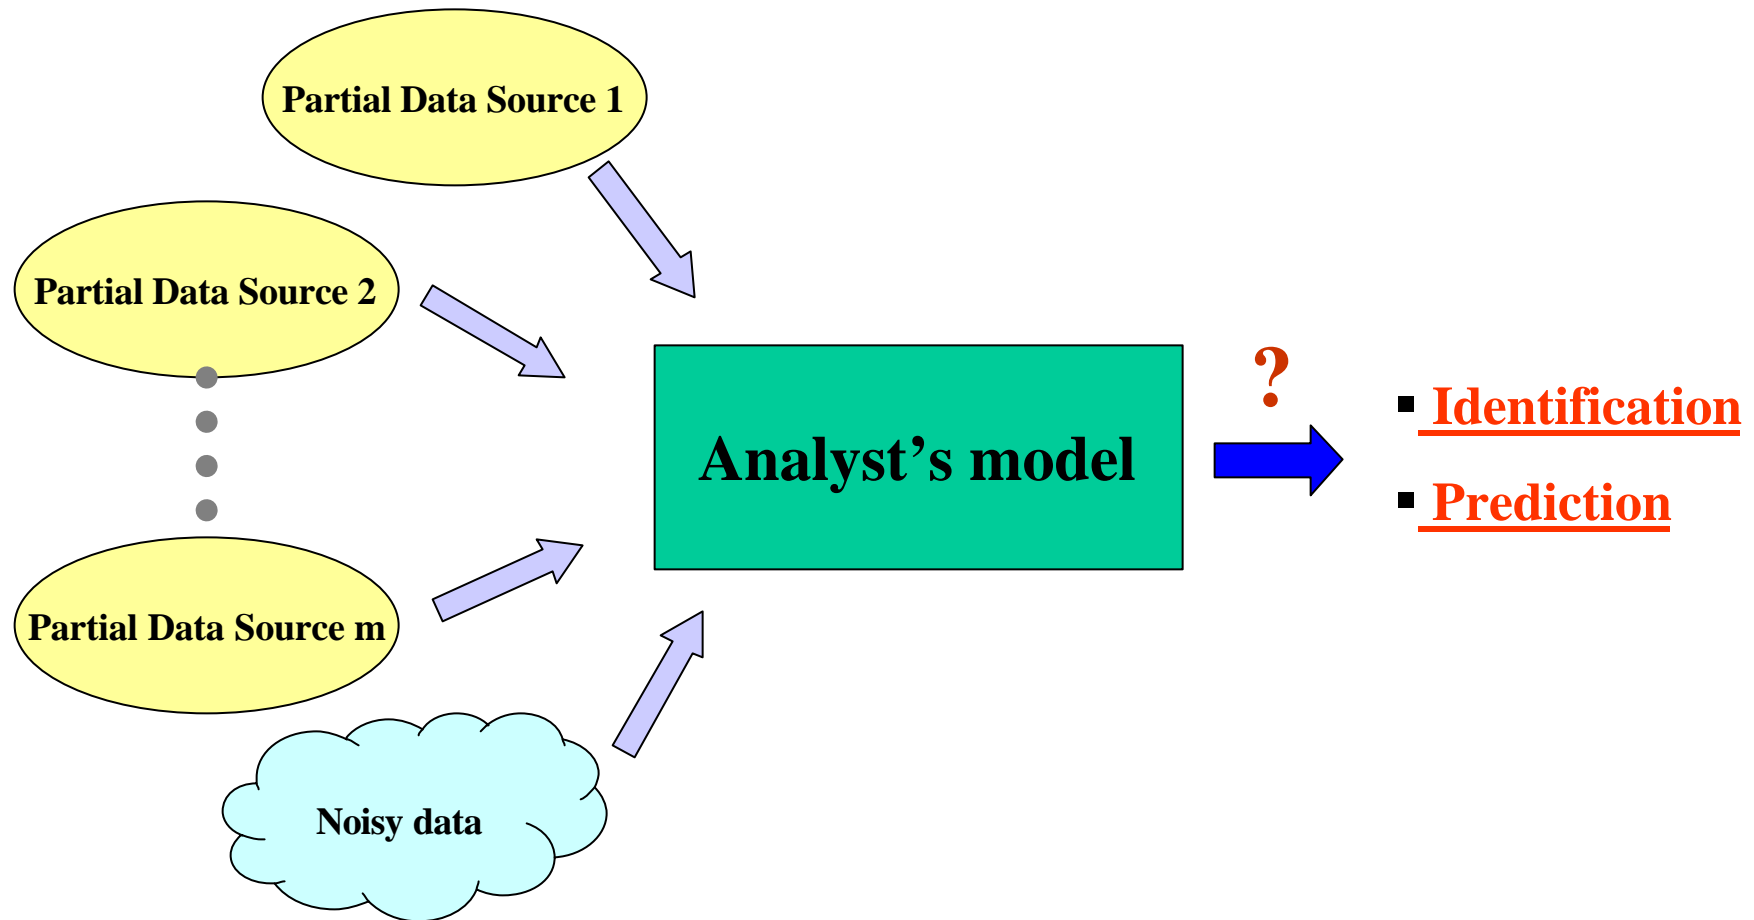 Partial Data Source 1
Partial Data Source 2
Partial Data Source m
Noisy data
Analyst’s model
?
▪ Identification
▪ Prediction